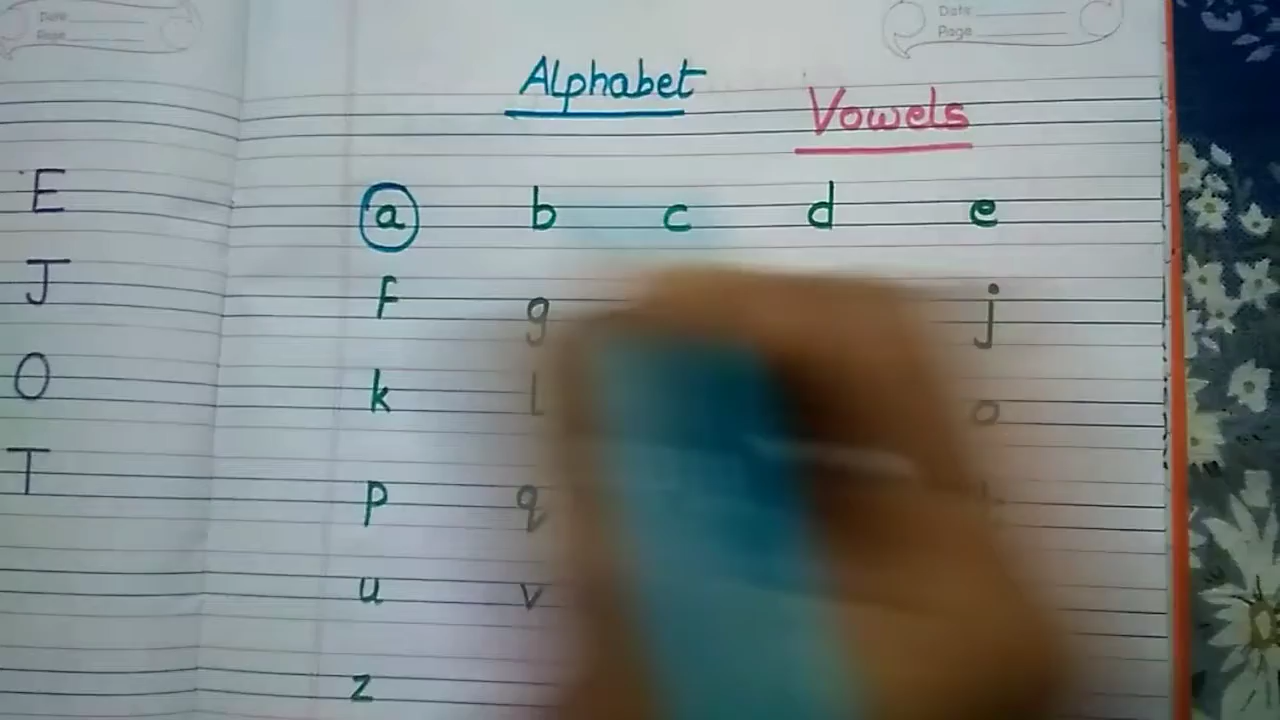 Date
Page
Date
Page
Alphabet
Vowels
E
a b c d e
J
f g j
O
k l o
T
p q
u v
z